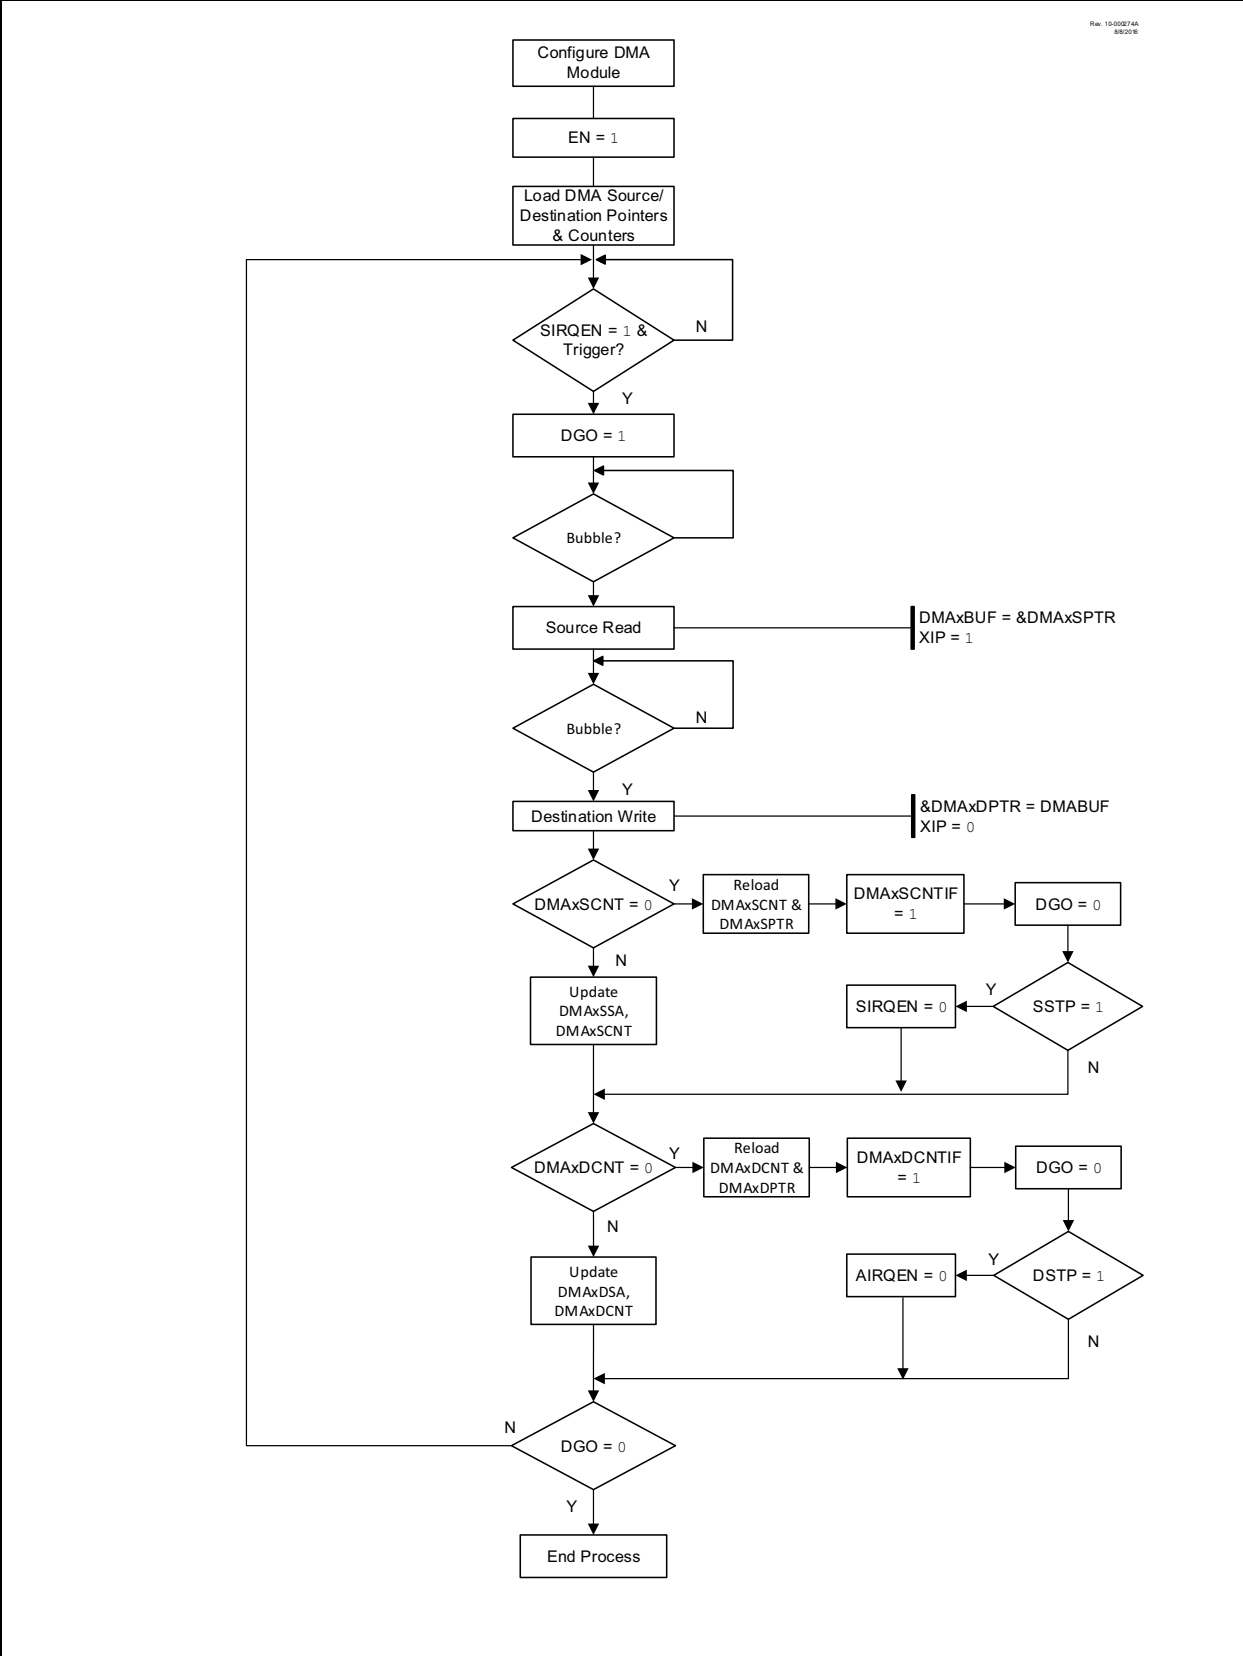 Rev. 10-000274A
8/8/2016
Configure DMA
Module
EN = 1
Load DMA Source/
Destination Pointers
& Counters
SIRQEN = 1 &
Trigger?
N
Y
DGO = 1
Bubble?
Source Read
DMAxBUF = &DMAxSPTR
XIP = 1
Bubble?
N
Y
Destination Write
&DMAxDPTR = DMABUF
XIP = 0
DMAxSCNT = 0
Y
Reload
DMAxSCNT &
DMAxSPTR
DMAxSCNTIF
= 1
DGO = 0
N
Update
DMAxSSA,
DMAxSCNT
SIRQEN = 0
Y
SSTP = 1
N
DMAxDCNT = 0
Y
Reload
DMAxDCNT &
DMAxDPTR
DMAxDCNTIF
= 1
DGO = 0
N
Update
DMAxDSA,
DMAxDCNT
AIRQEN = 0
Y
DSTP = 1
N
N
DGO = 0
Y
End Process